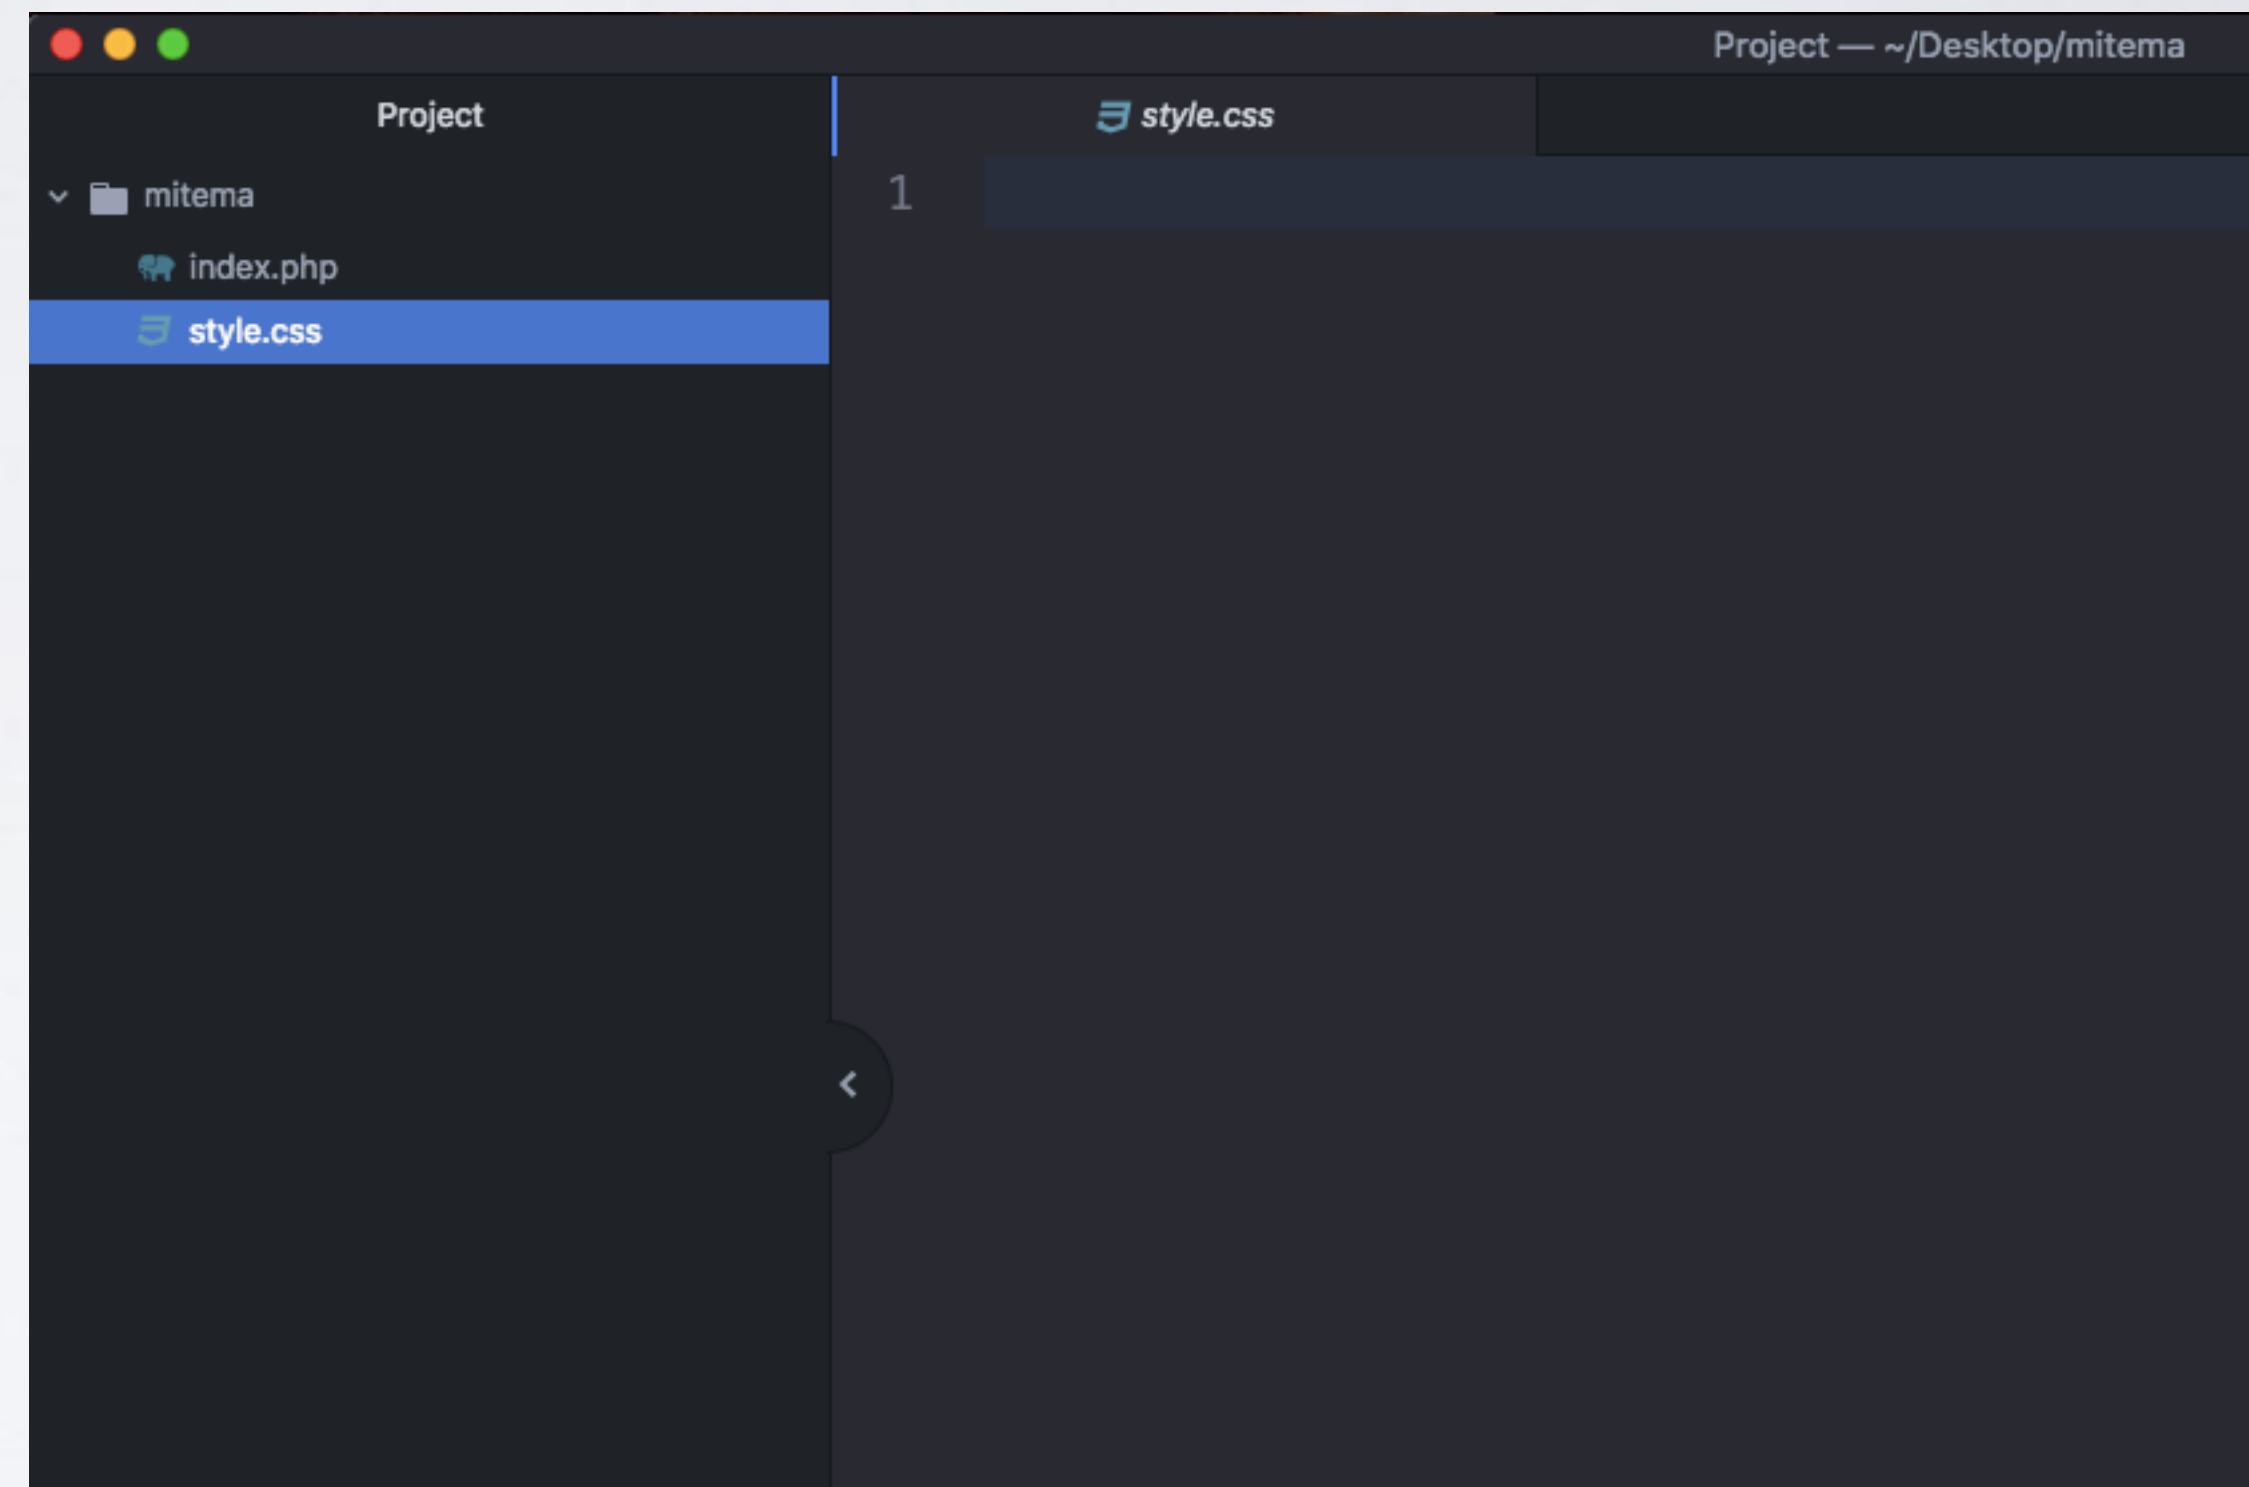 Project — ~/Desktop/mitema
Project
style.css
mitema
1
index.php
style.css